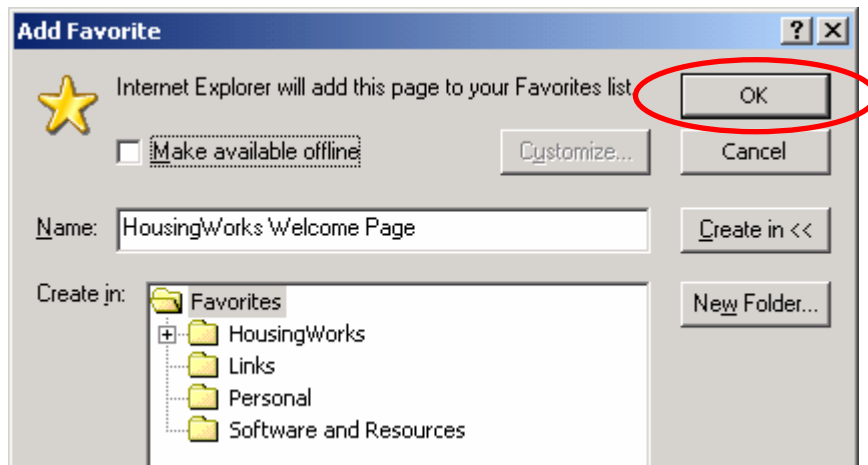 Add Favorite
Internet Explorer will add this page to your Favorites list.
OK
Make available offline
Customize...
Cancel
Name:
HousingWorks Welcome Page
Create in <<
Create in:
Favorites
New Folder...
HousingWorks
Links
Personal
Software and Resources